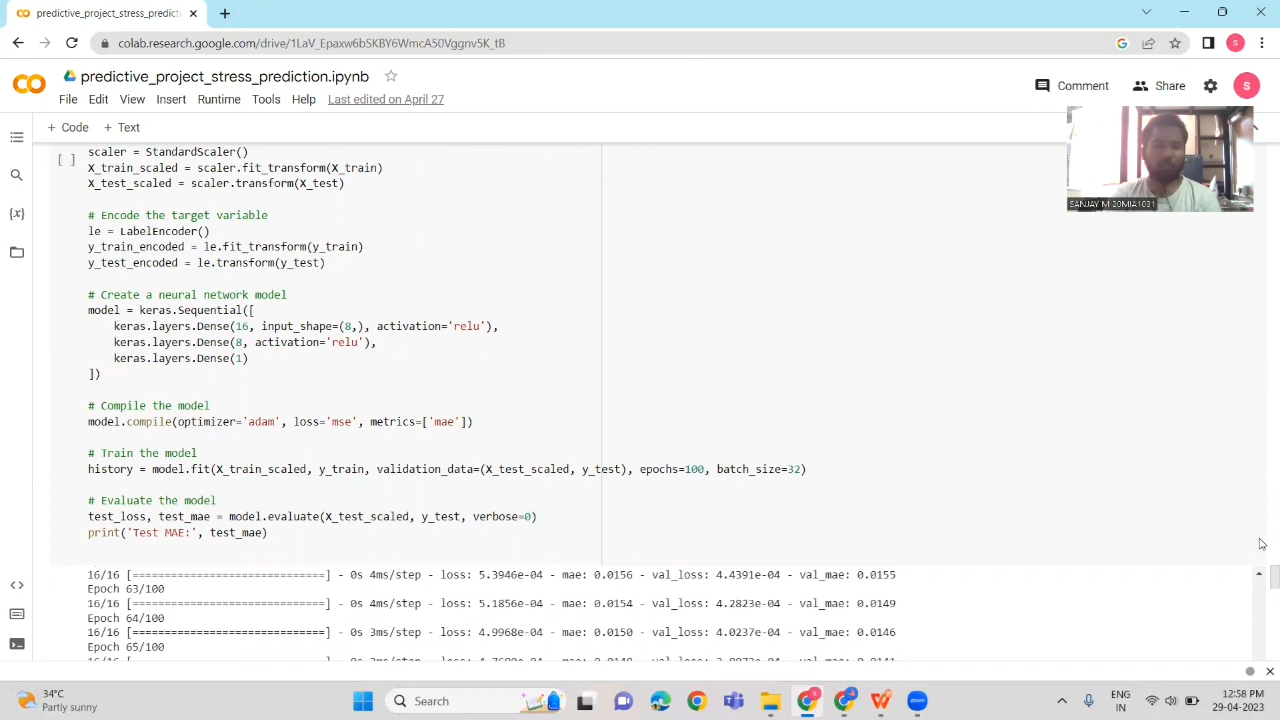 predictive_project_stress_predicti
colab.research.google.com/drive/1LaV_Epaxw6bSKBY6WmcA50Vggnv5K_tB
S
predictive_project_stress_prediction.ipynb
File Edit View Insert Runtime Tools Help Last edited on April 27
Comment Share S
+ Code + Text
SANJAY M 20MIA1031
[ ]
scaler = StandardScaler()
X_train_scaled = scaler.fit_transform(X_train)
X_test_scaled = scaler.transform(X_test)
# Encode the target variable
le = LabelEncoder()
y_train_encoded = le.fit_transform(y_train)
y_test_encoded = le.transform(y_test)
# Create a neural network model
model = keras.Sequential([
keras.layers.Dense(16, input_shape=(8,), activation='relu'),
keras.layers.Dense(8, activation='relu'),
keras.layers.Dense(1)
])
# Compile the model
model.compile(optimizer='adam', loss='mse', metrics=['mae'])
# Train the model
history = model.fit(X_train_scaled, y_train, validation_data=(X_test_scaled, y_test), epochs=100, batch_size=32)
# Evaluate the model
test_loss, test_mae = model.evaluate(X_test_scaled, y_test, verbose=0)
print('Test MAE:', test_mae)
16/16 [==============================] - 0s 4ms/step - loss: 5.3946e-04 - mae: 0.0156 - val_loss: 4.4391e-04 - val_mae: 0.0155
Epoch 63/100
16/16 [==============================] - 0s 4ms/step - loss: 5.1856e-04 - mae: 0.0154 - val_loss: 4.2823e-04 - val_mae: 0.0149
Epoch 64/100
16/16 [==============================] - 0s 3ms/step - loss: 4.9968e-04 - mae: 0.0150 - val_loss: 4.0237e-04 - val_mae: 0.0146
Epoch 65/100
34°C
Partly sunny
Search
zoom
ENG
IN
12:58 PM
29-04-2023